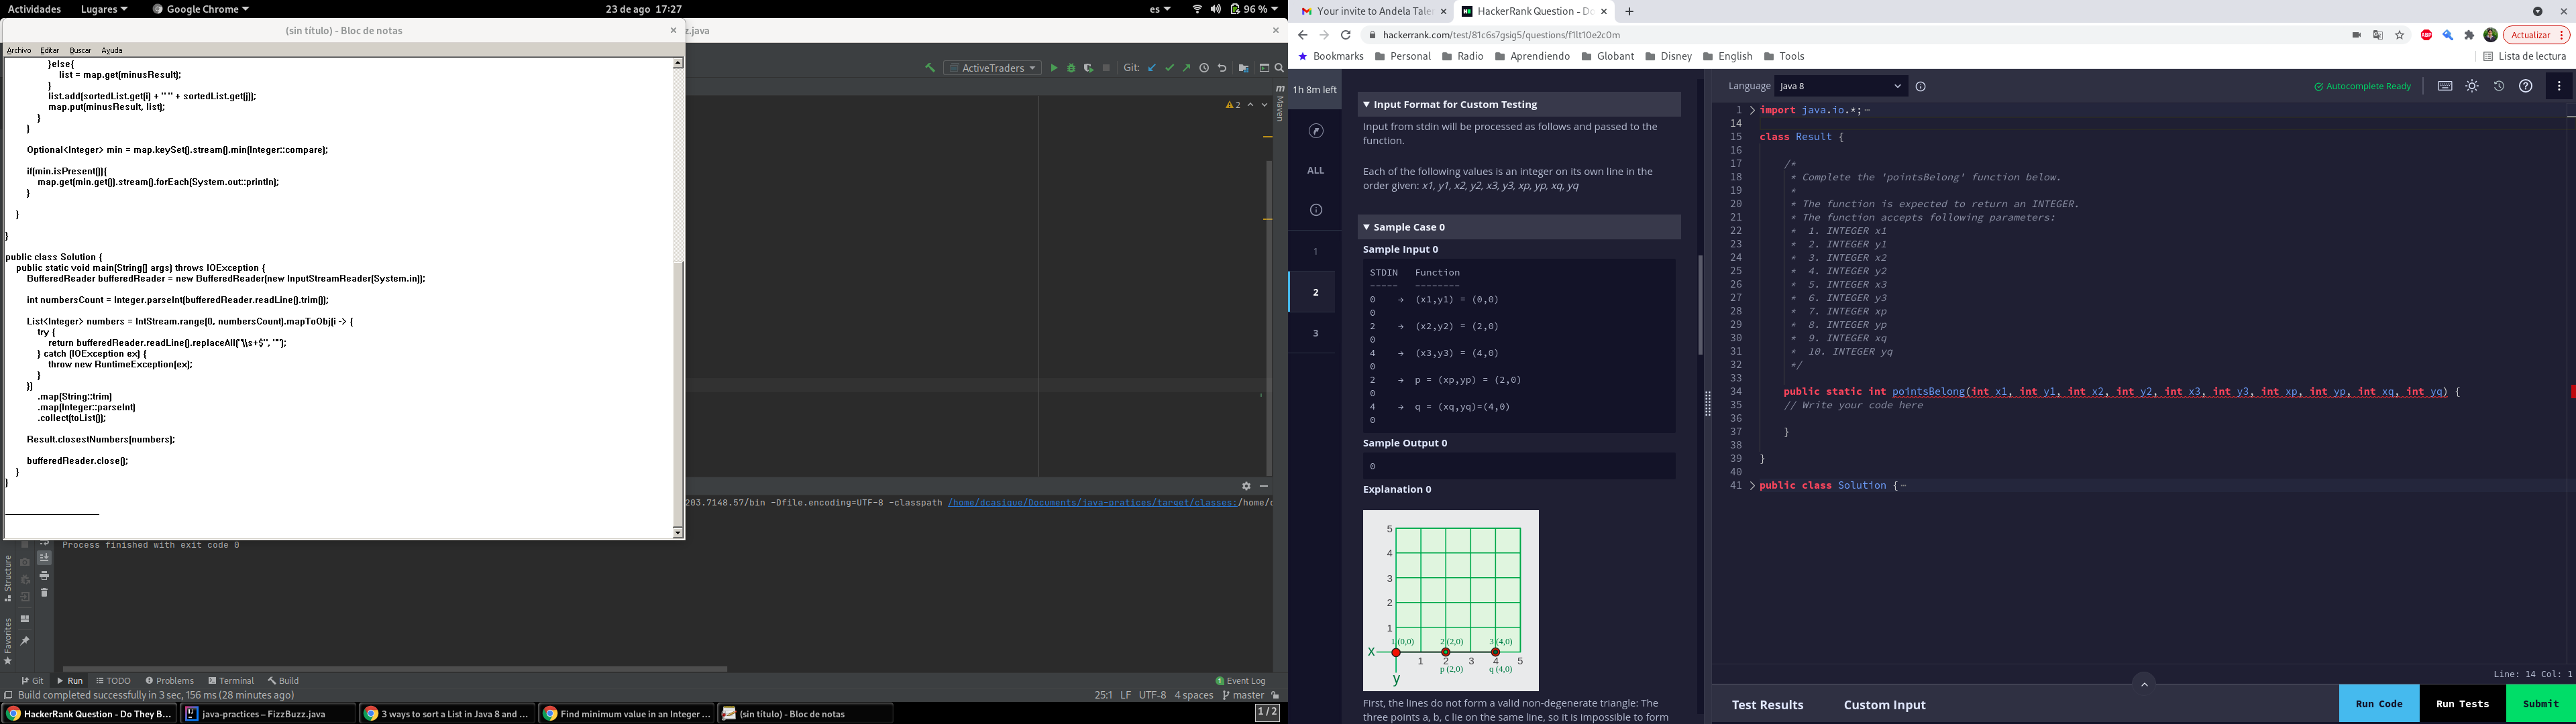 Actividades Lugares Google Chrome 23 de ago 17:27 es 96 %
(sin título) - Bloc de notas
Archivo Editar Buscar Ayuda
}else{
list = map.get(minusResult);
}
list.add(sortedList.get(i) + " " + sortedList.get(j));
map.put(minusResult, list);
}
}
Optional<Integer> min = map.keySet().stream().min(Integer::compare);
if(min.isPresent()){
map.get(min.get()).stream().forEach(System.out::println);
}
}
}
public class Solution {
public static void main(String[] args) throws IOException {
BufferedReader bufferedReader = new BufferedReader(new InputStreamReader(System.in));
int numbersCount = Integer.parseInt(bufferedReader.readLine().trim());
List<Integer> numbers = IntStream.range(0, numbersCount).mapToObj(i -> {
try {
return bufferedReader.readLine().replaceAll("\\s+$", "");
} catch (IOException ex) {
throw new RuntimeException(ex);
}
})
.map(String::trim)
.map(Integer::parseInt)
.collect(toList());
Result.closestNumbers(numbers);
bufferedReader.close();
}
}
z.java
ActiveTraders Git:
2
Maven
203.7148.57/bin -Dfile.encoding=UTF-8 -classpath /home/dcasique/Documents/java-pratices/target/classes:/home/d
Process finished with exit code 0
Structure
Favorites
Git Run TODO Problems Terminal Build 1 Event Log
Build completed successfully in 3 sec, 156 ms (28 minutes ago) 25:1 LF UTF-8 4 spaces master
HackerRank Question - Do They B... java-practices – FizzBuzz.java 3 ways to sort a List in Java 8 and ... Find minimum value in an Integer ... (sin título) - Bloc de notas 1 / 2
Your invite to Andela Tale HackerRank Question - Do
hackerrank.com/test/81c6s7gsig5/questions/f1lt10e2c0m ABP Actualizar
Bookmarks Personal Radio Aprendiendo Globant Disney English Tools Lista de lectura
1h 8m left
ALL
1
2
3
Input Format for Custom Testing
Input from stdin will be processed as follows and passed to the
function.
Each of the following values is an integer on its own line in the
order given: x1, y1, x2, y2, x3, y3, xp, yp, xq, yq
Sample Case 0
Sample Input 0
STDIN Function
----- --------
0 → (x1,y1) = (0,0)
0
2 → (x2,y2) = (2,0)
0
4 → (x3,y3) = (4,0)
0
2 → p = (xp,yp) = (2,0)
0
4 → q = (xq,yq)=(4,0)
0
Sample Output 0
0
Explanation 0
5
4
3
2
1
1(0,0) 2(2,0) 3(4,0)
X 1 2 3 4 5
p (2,0) q (4,0)
y
First, the lines do not form a valid non-degenerate triangle: The
three points a, b, c lie on the same line, so it is impossible to form
Language Java 8 Autocomplete Ready
1 import java.io.*;
14
15 class Result {
16
17 /*
18 * Complete the 'pointsBelong' function below.
19 *
20 * The function is expected to return an INTEGER.
21 * The function accepts following parameters:
22 * 1. INTEGER x1
23 * 2. INTEGER y1
24 * 3. INTEGER x2
25 * 4. INTEGER y2
26 * 5. INTEGER x3
27 * 6. INTEGER y3
28 * 7. INTEGER xp
29 * 8. INTEGER yp
30 * 9. INTEGER xq
31 * 10. INTEGER yq
32 */
33
34 public static int pointsBelong(int x1, int y1, int x2, int y2, int x3, int y3, int xp, int yp, int xq, int yq) {
35 // Write your code here
36
37 }
38
39 }
40
41 public class Solution {
Line: 14 Col: 1
Test Results Custom Input Run Code Run Tests Submit